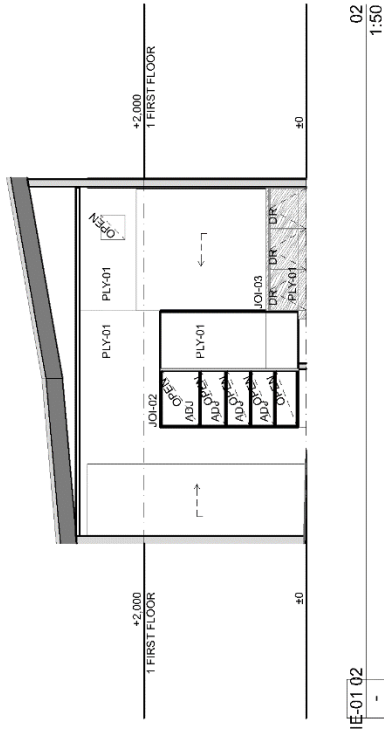 02
1:50
+2,000
1 FIRST FLOOR
±0
OPEN
PLY-01
PLY-01
DR
DR
DR
PLY-01
JOI-03
PLY-01
JOI-02
OPEN
ADJ
OPEN
ADJ
OPEN
ADJ
OPEN
ADJ
OPEN
+2,000
1 FIRST FLOOR
±0
IE-01 02
-